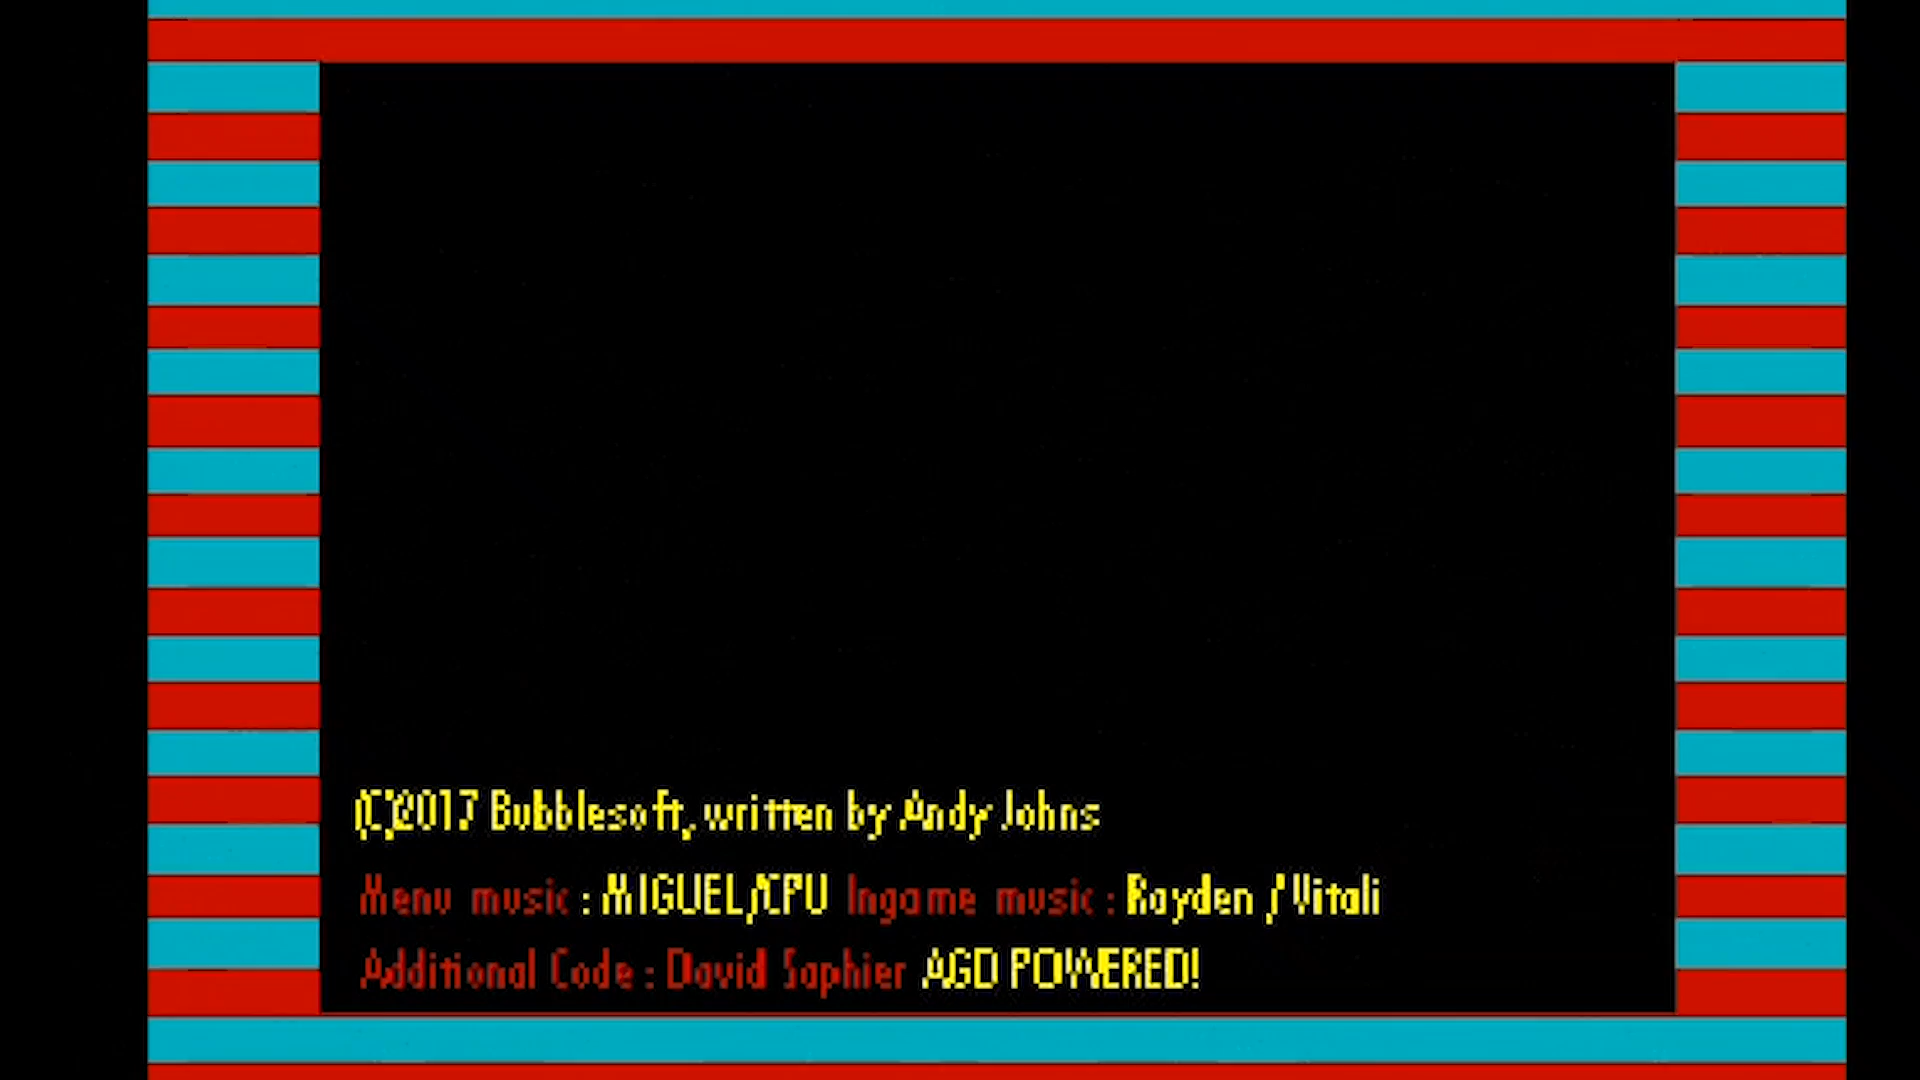 (C)2017 Bubblesoft, written by Andy Johns
Menu music : MIGUEL/CPU Ingame music : Rayden / Vitali
Additional Code : David Saphier AGD POWERED!